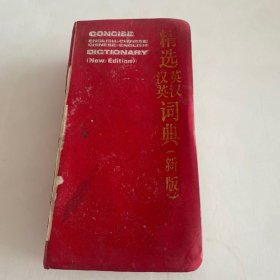 CONCISE
ENGLISH-CHINESE
CHINESE-ENGLISH
DICTIONARY
(New Edition)
精选英汉汉英词典(新版)